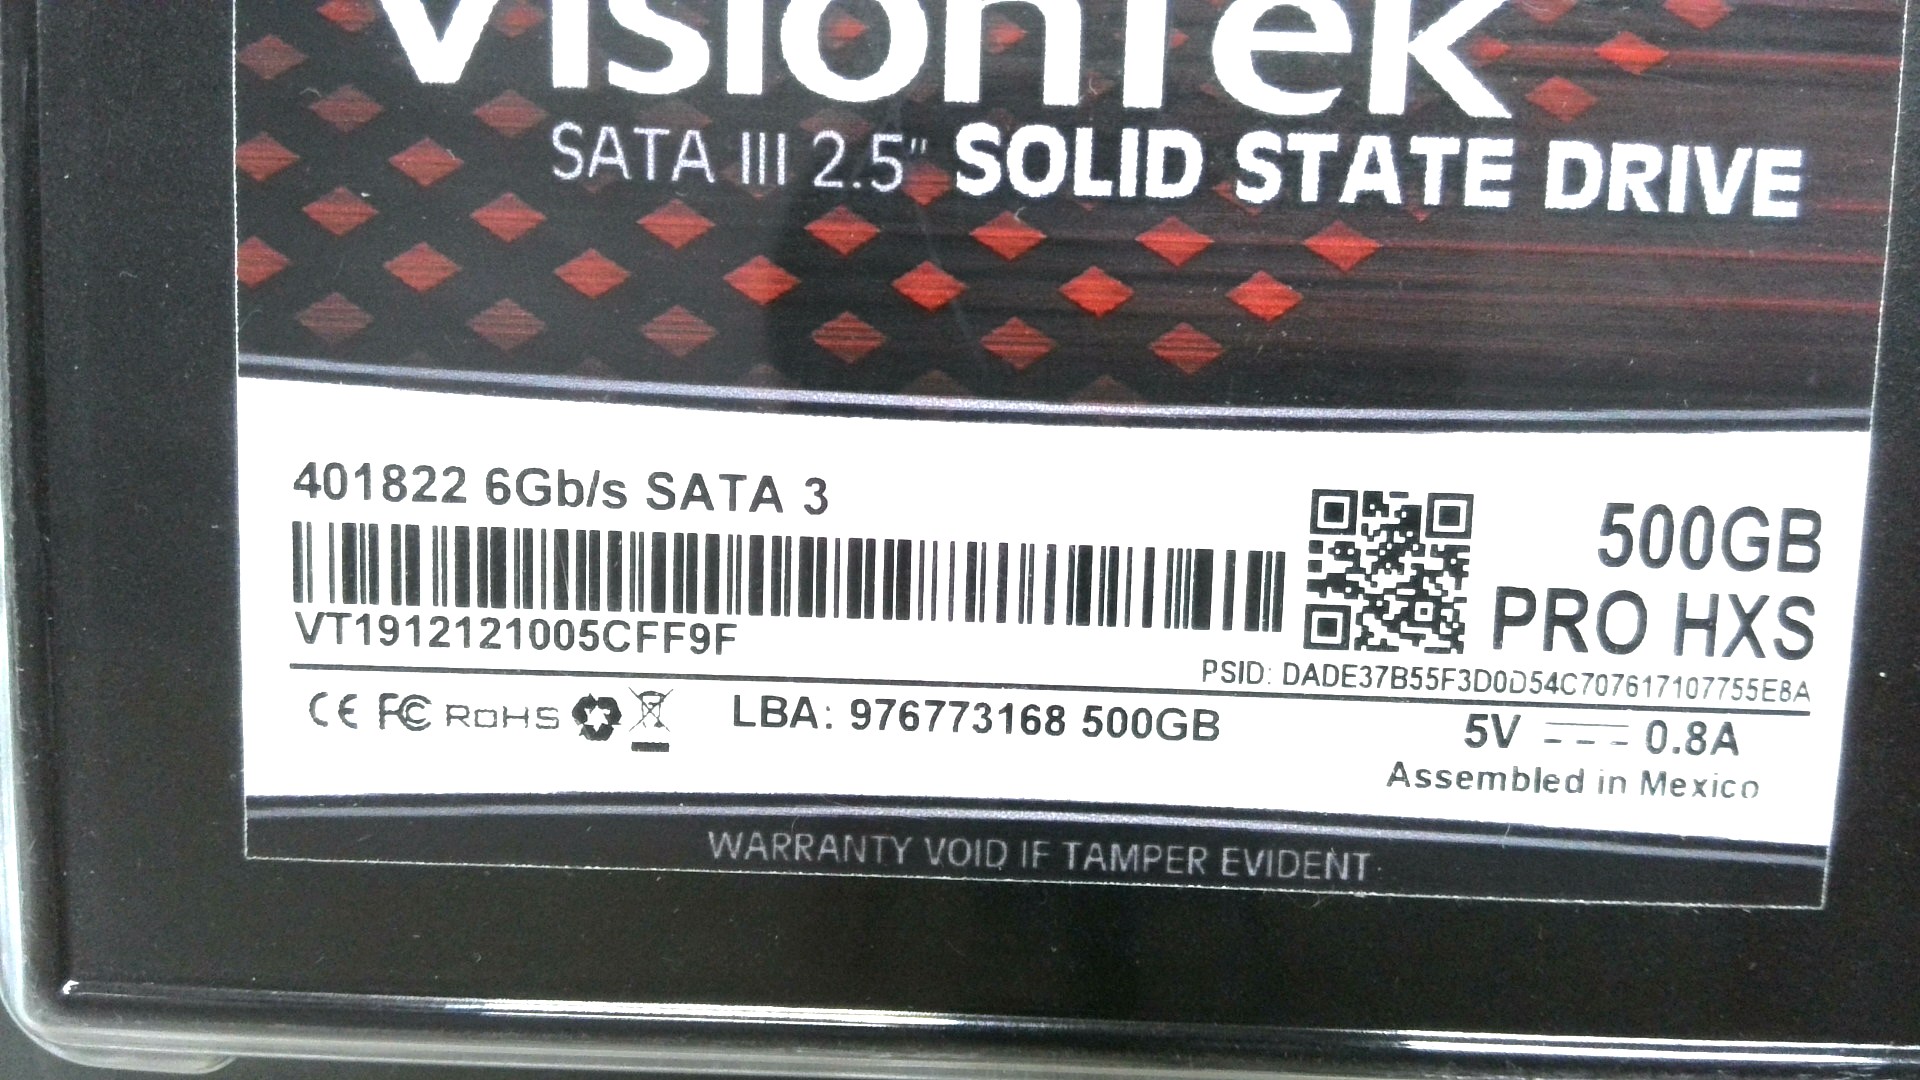 VisionTek
SATA III 2.5" SOLID STATE DRIVE
401822 6Gb/s SATA 3
500GB
PRO HXS
VT1912121005CFF9F
PSID: DADE37B55F3D0D54C707617107755E8A
CE FC RoHS
LBA: 976773168 500GB
5V 0.8A
Assembled in Mexico
WARRANTY VOID IF TAMPER EVIDENT